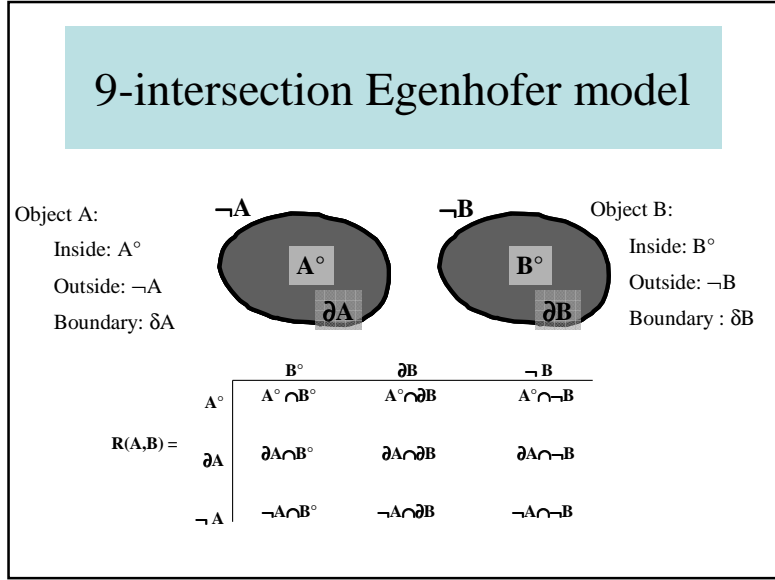 9-intersection Egenhofer model
Object A:
Inside: A°
Outside: ¬A
Boundary: δA
¬A
A°
∂A
¬B
B°
∂B
Object B:
Inside: B°
Outside: ¬B
Boundary : δB
B° ∂B ¬ B
A° A° ∩B° A°∩∂B A°∩¬B
R(A,B) =
∂A ∂A∩B° ∂A∩∂B ∂A∩¬B
¬ A ¬A∩B° ¬A∩∂B ¬A∩¬B